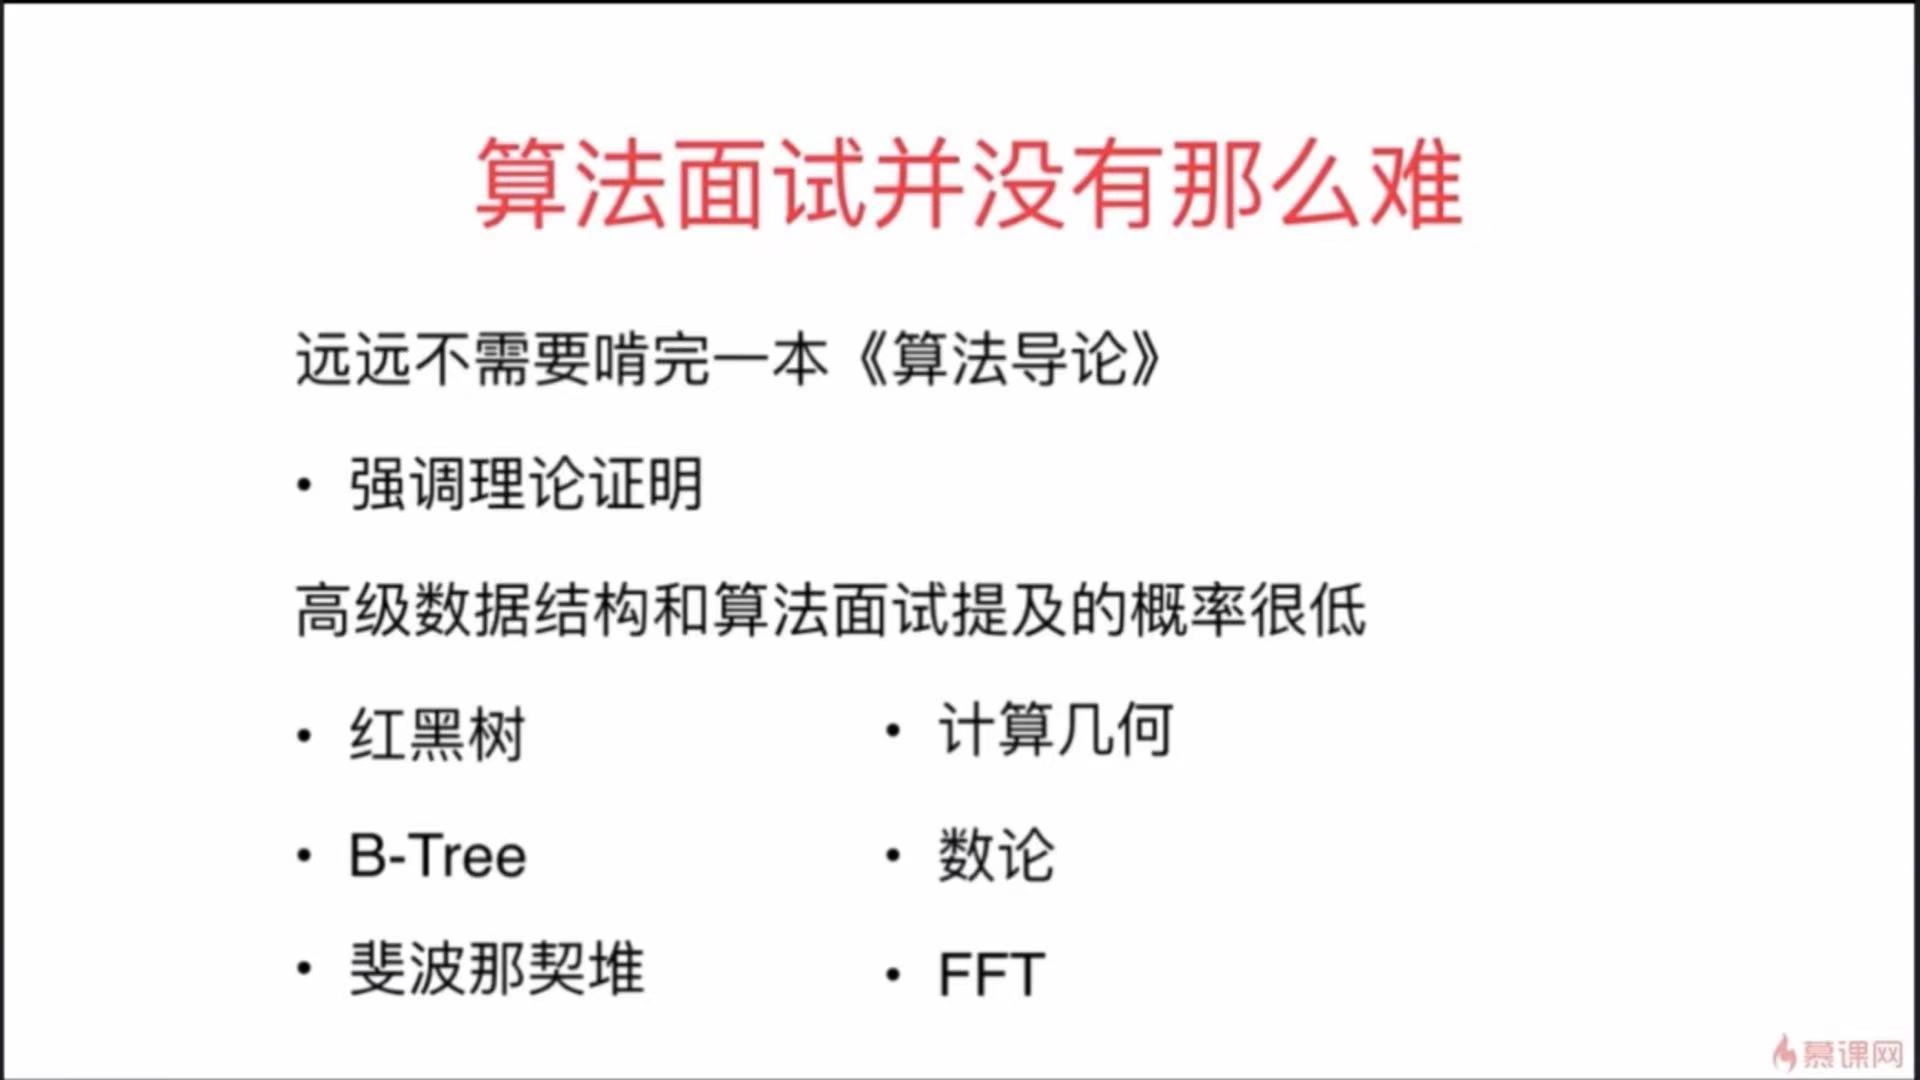 算法面试并没有那么难
远远不需要啃完一本《算法导论》
• 强调理论证明
高级数据结构和算法面试提及的概率很低
• 红黑树
• B-Tree
• 斐波那契堆
• 计算几何
• 数论
• FFT
慕课网